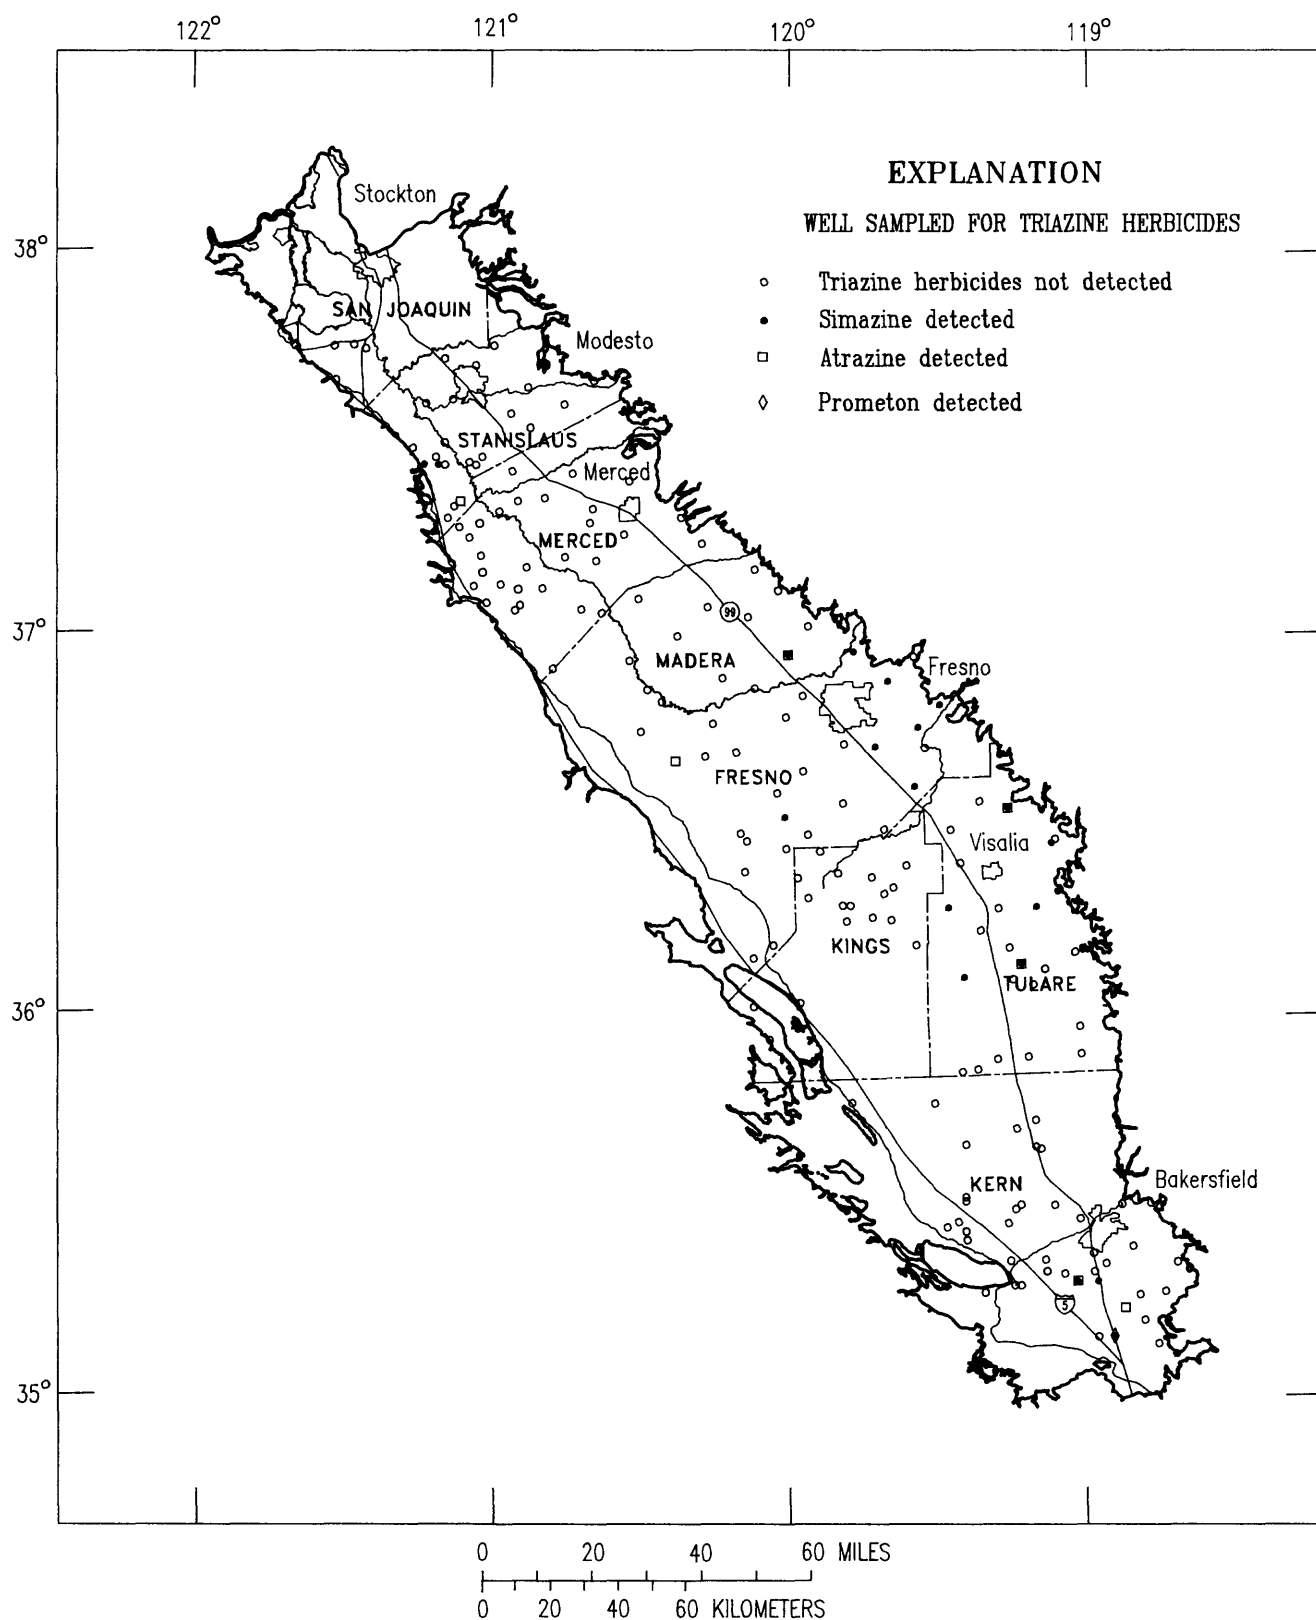 122° 121° 120° 119°
EXPLANATION
WELL SAMPLED FOR TRIAZINE HERBICIDES
Triazine herbicides not detected
Simazine detected
Atrazine detected
Prometon detected
Stockton
38°
SAN JOAQUIN
Modesto
STANISLAUS
Merced
MERCED
99
37°
MADERA
Fresno
FRESNO
Visalia
KINGS
TULARE
36°
KERN
Bakersfield
5
35°
0 20 40 60 MILES
0 20 40 60 KILOMETERS